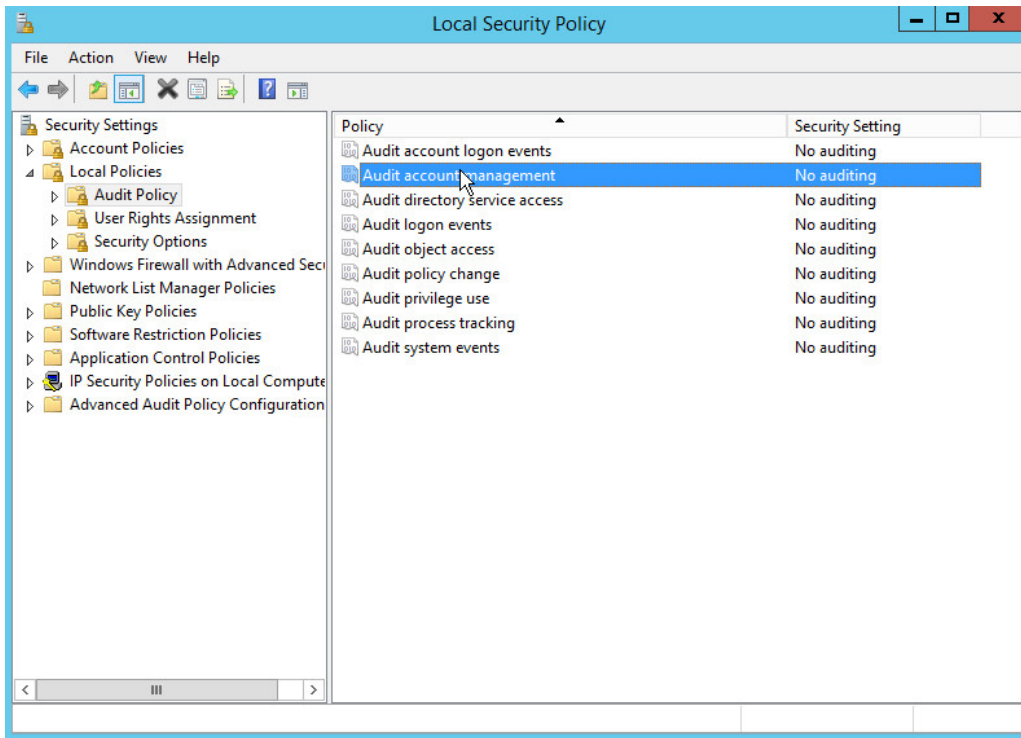 Local Security Policy
File Action View Help
Security Settings
Account Policies
Local Policies
Audit Policy
User Rights Assignment
Security Options
Windows Firewall with Advanced Secu
Network List Manager Policies
Public Key Policies
Software Restriction Policies
Application Control Policies
IP Security Policies on Local Compute
Advanced Audit Policy Configuration
Policy Security Setting
Audit account logon events No auditing
Audit account management No auditing
Audit directory service access No auditing
Audit logon events No auditing
Audit object access No auditing
Audit policy change No auditing
Audit privilege use No auditing
Audit process tracking No auditing
Audit system events No auditing